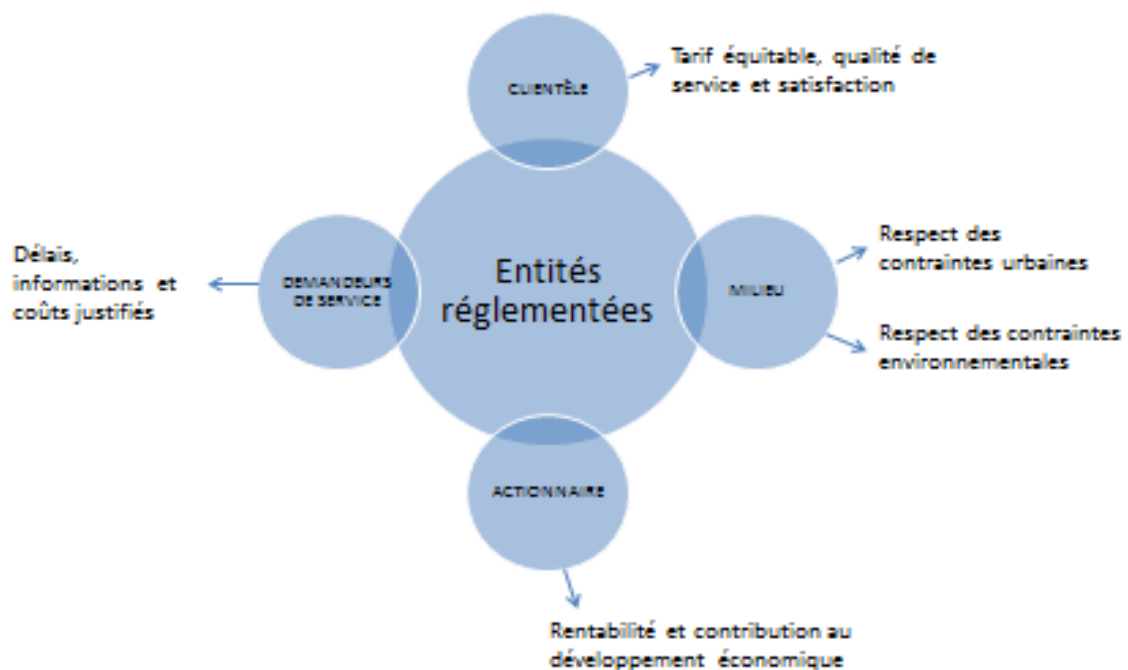 CLIENTÈLE
Tarif équitable, qualité de
service et satisfaction
Délais,
informations et
coûts justifiés
DEMANDEURS
DE SERVICE
Entités
réglementées
MILIEU
Respect des
contraintes urbaines
Respect des contraintes
environnementales
ACTIONNAIRE
Rentabilité et contribution au
développement économique